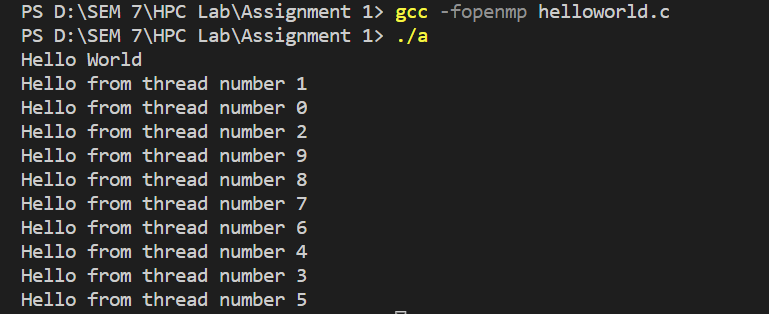 PS D:\SEM 7\HPC Lab\Assignment 1> gcc -fopenmp helloworld.c
PS D:\SEM 7\HPC Lab\Assignment 1> ./a
Hello World
Hello from thread number 1
Hello from thread number 0
Hello from thread number 2
Hello from thread number 9
Hello from thread number 8
Hello from thread number 7
Hello from thread number 6
Hello from thread number 4
Hello from thread number 3
Hello from thread number 5